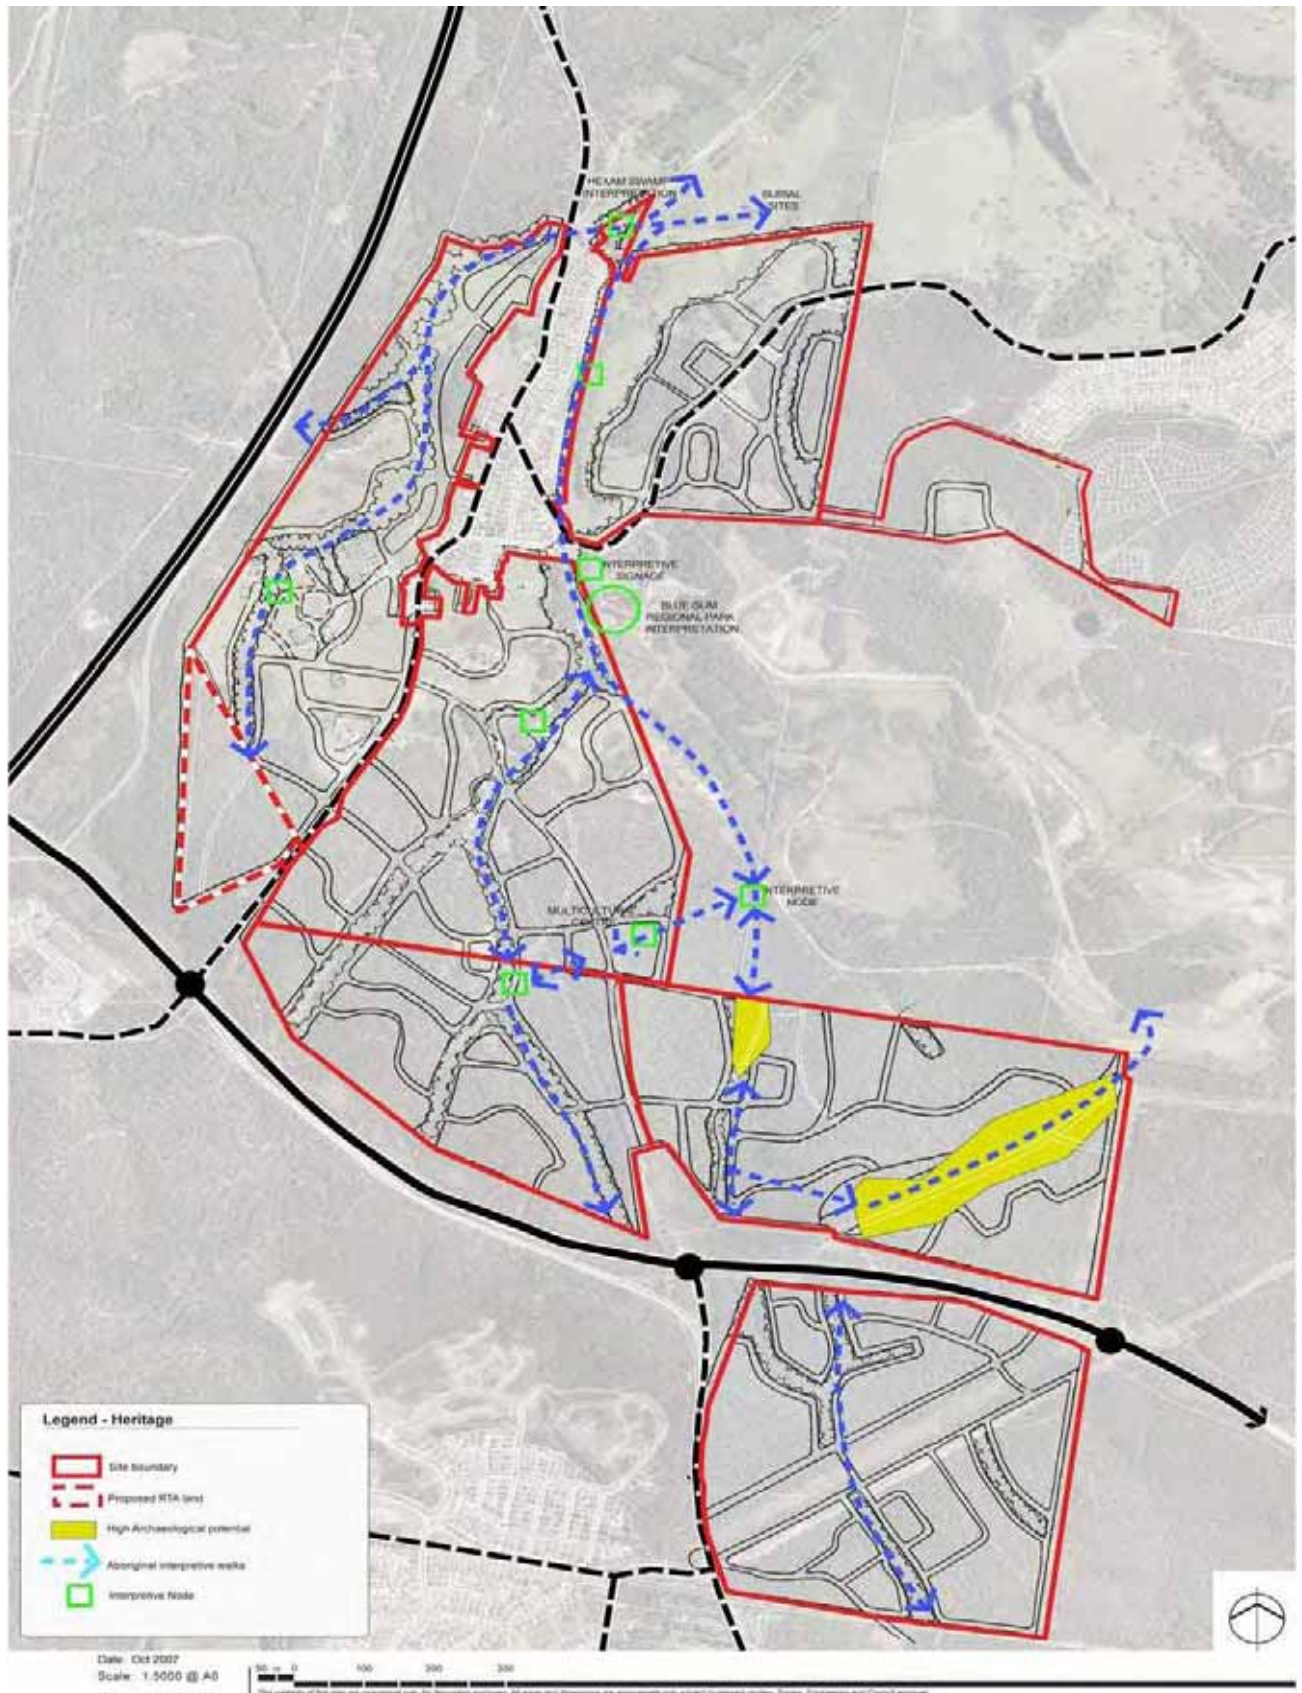 HEXAM SWAMP
INTERPRETATION
BURIAL
SITES
INTERPRETIVE
SIGNAGE
BLUE GUM
REGIONAL PARK
INTERPRETATION
INTERPRETIVE
NODE
MULTICULTURAL
CENTRE
Legend - Heritage
Site boundary
Proposed RTA land
High Archaeological potential
Aboriginal interpretive walks
Interpretive Node
Date: Oct 2007
Scale: 1:5000 @ A0
50 0 100 200 300